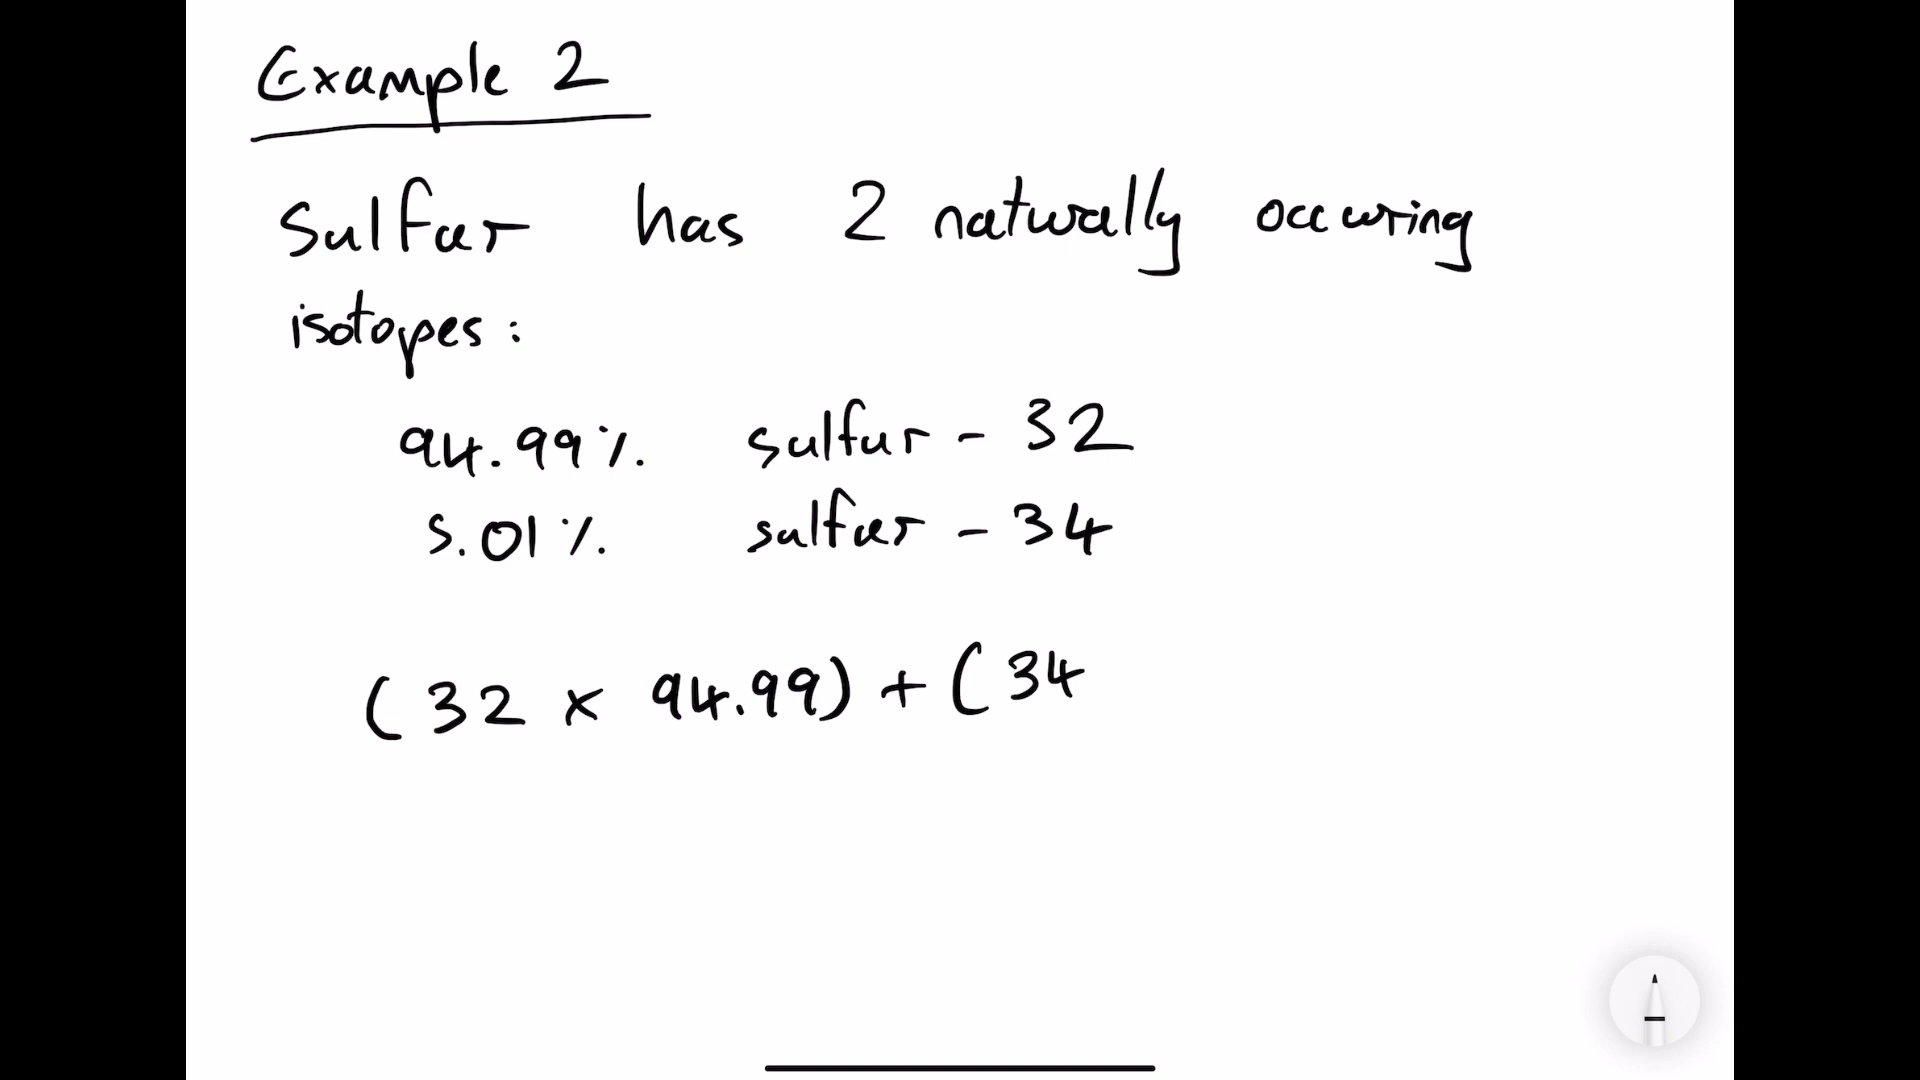 Example 2
Sulfur has 2 naturally occuring
isotopes:
94.99% sulfur - 32
5.01% sulfur - 34
(32 x 94.99) + (34